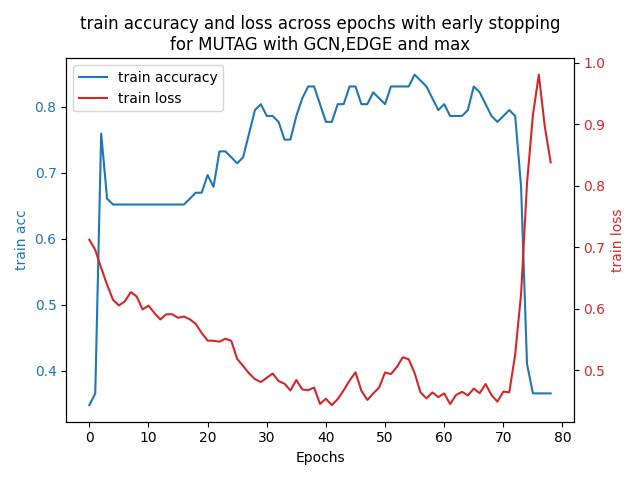 train accuracy and loss across epochs with early stopping
for MUTAG with GCN,EDGE and max
train accuracy
train loss
train acc
0.8
0.7
0.6
0.5
0.4
1.0
0.9
0.8
0.7
0.6
0.5
train loss
0 10 20 30 40 50 60 70 80
Epochs